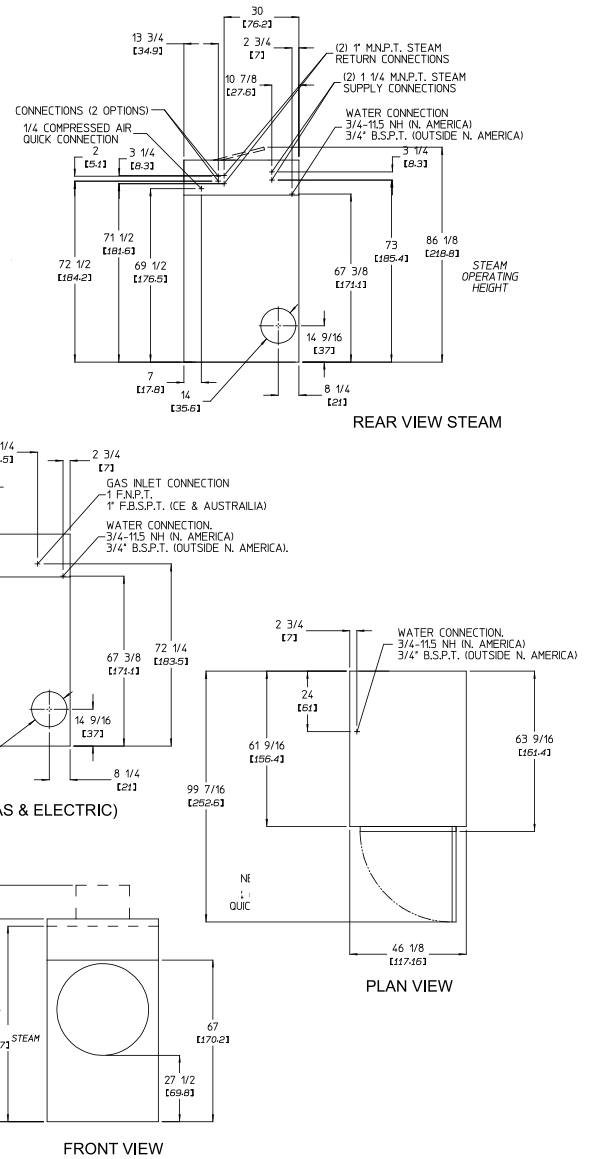 30
[76.2]
13 3/4
[34.9]
2 3/4
[7]
(2) 1" M.N.P.T. STEAM
RETURN CONNECTIONS
10 7/8
[27.6]
(2) 1 1/4 M.N.P.T. STEAM
SUPPLY CONNECTIONS
CONNECTIONS (2 OPTIONS)
1/4 COMPRESSED AIR
QUICK CONNECTION
WATER CONNECTION
3/4-11.5 NH (N. AMERICA)
3/4" B.S.P.T. (OUTSIDE N. AMERICA)
2
[5.1]
3 1/4
[8.3]
3 1/4
[8.3]
71 1/2
[181.6]
73
[185.4]
86 1/8
[218.8]
72 1/2
[184.2]
69 1/2
[176.5]
67 3/8
[171.1]
STEAM
OPERATING
HEIGHT
14 9/16
[37]
7
[17.8]
14
[35.6]
8 1/4
[21]
REAR VIEW STEAM
1/4
.5]
2 3/4
[7]
GAS INLET CONNECTION
1 F.N.P.T.
1" F.B.S.P.T. (CE & AUSTRAILIA)
WATER CONNECTION.
3/4-11.5 NH (N. AMERICA)
3/4" B.S.P.T. (OUTSIDE N. AMERICA).
67 3/8
[171.1]
72 1/4
[183.5]
14 9/16
[37]
8 1/4
[21]
AS & ELECTRIC)
2 3/4
[7]
WATER CONNECTION.
3/4-11.5 NH (N. AMERICA)
3/4" B.S.P.T. (OUTSIDE N. AMERICA)
24
[61]
61 9/16
[156.4]
63 9/16
[161.4]
99 7/16
[252.6]
NE
QUIC
46 1/8
[117.16]
PLAN VIEW
7]
STEAM
67
[170.2]
27 1/2
[69.8]
FRONT VIEW